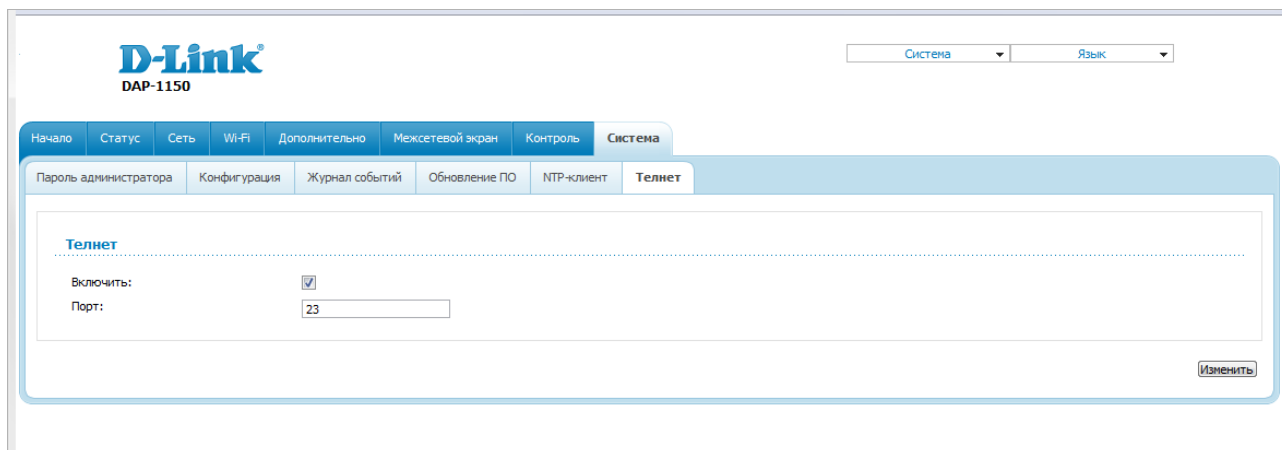 D-Link®
DAP-1150
Система Язык
Начало Статус Сеть Wi-Fi Дополнительно Межсетевой экран Контроль Система
Пароль администратора Конфигурация Журнал событий Обновление ПО NTP-клиент Телнет
Телнет
Включить:
Порт: 23
Изменить